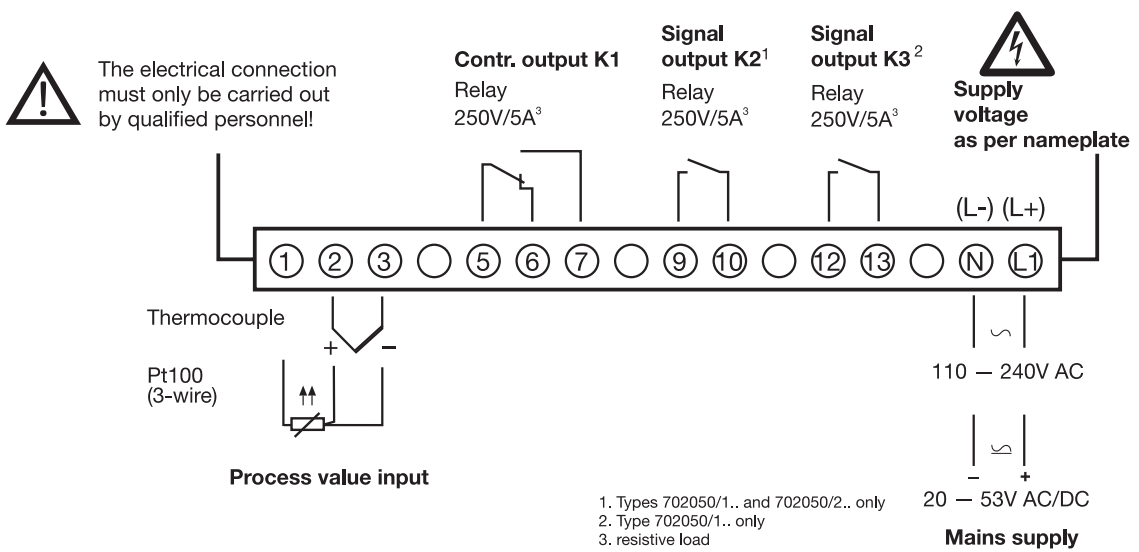 The electrical connection
must only be carried out
by qualified personnel!
Contr. output K1
Relay
250V/5A³
Signal
output K2¹
Relay
250V/5A³
Signal
output K3²
Relay
250V/5A³
Supply
voltage
as per nameplate
(L-) (L+)
1 2 3 5 6 7 9 10 12 13 N L1
Thermocouple
+ −
Pt100
(3-wire)
Process value input
110 — 240V AC
− +
20 — 53V AC/DC
Mains supply
1. Types 702050/1.. and 702050/2.. only
2. Type 702050/1.. only
3. resistive load